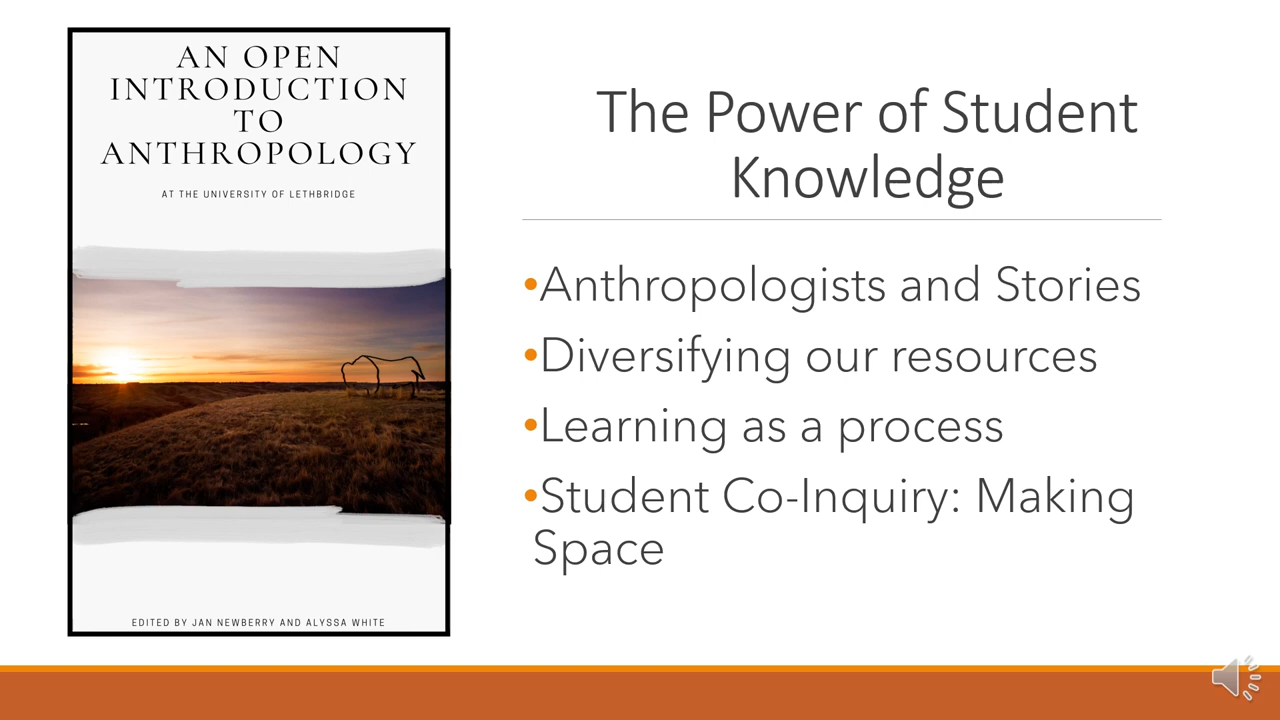 AN OPEN
INTRODUCTION
TO
ANTHROPOLOGY
AT THE UNIVERSITY OF LETHBRIDGE
EDITED BY JAN NEWBERRY AND ALYSSA WHITE
The Power of Student
Knowledge
•Anthropologists and Stories
•Diversifying our resources
•Learning as a process
•Student Co-Inquiry: Making
Space